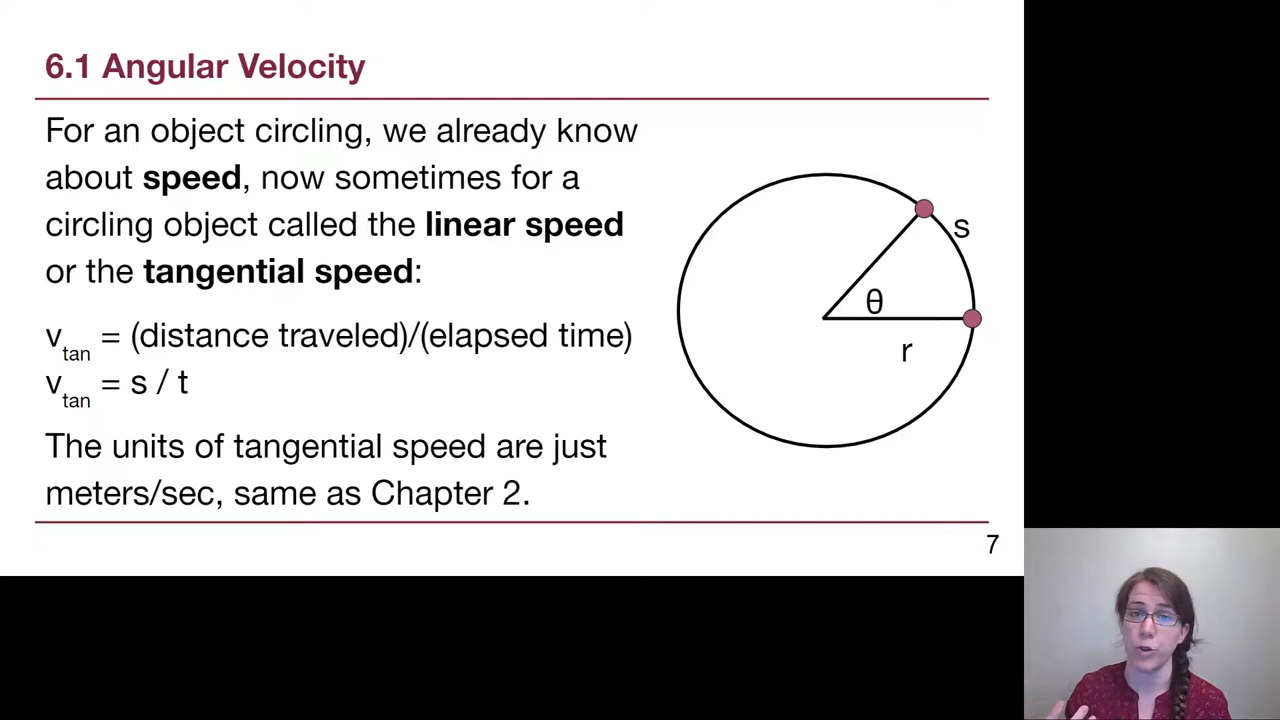 6.1 Angular Velocity
For an object circling, we already know
about speed, now sometimes for a
circling object called the linear speed
or the tangential speed:
vtan = (distance traveled)/(elapsed time)
vtan = s / t
The units of tangential speed are just
meters/sec, same as Chapter 2.
s
θ
r
7